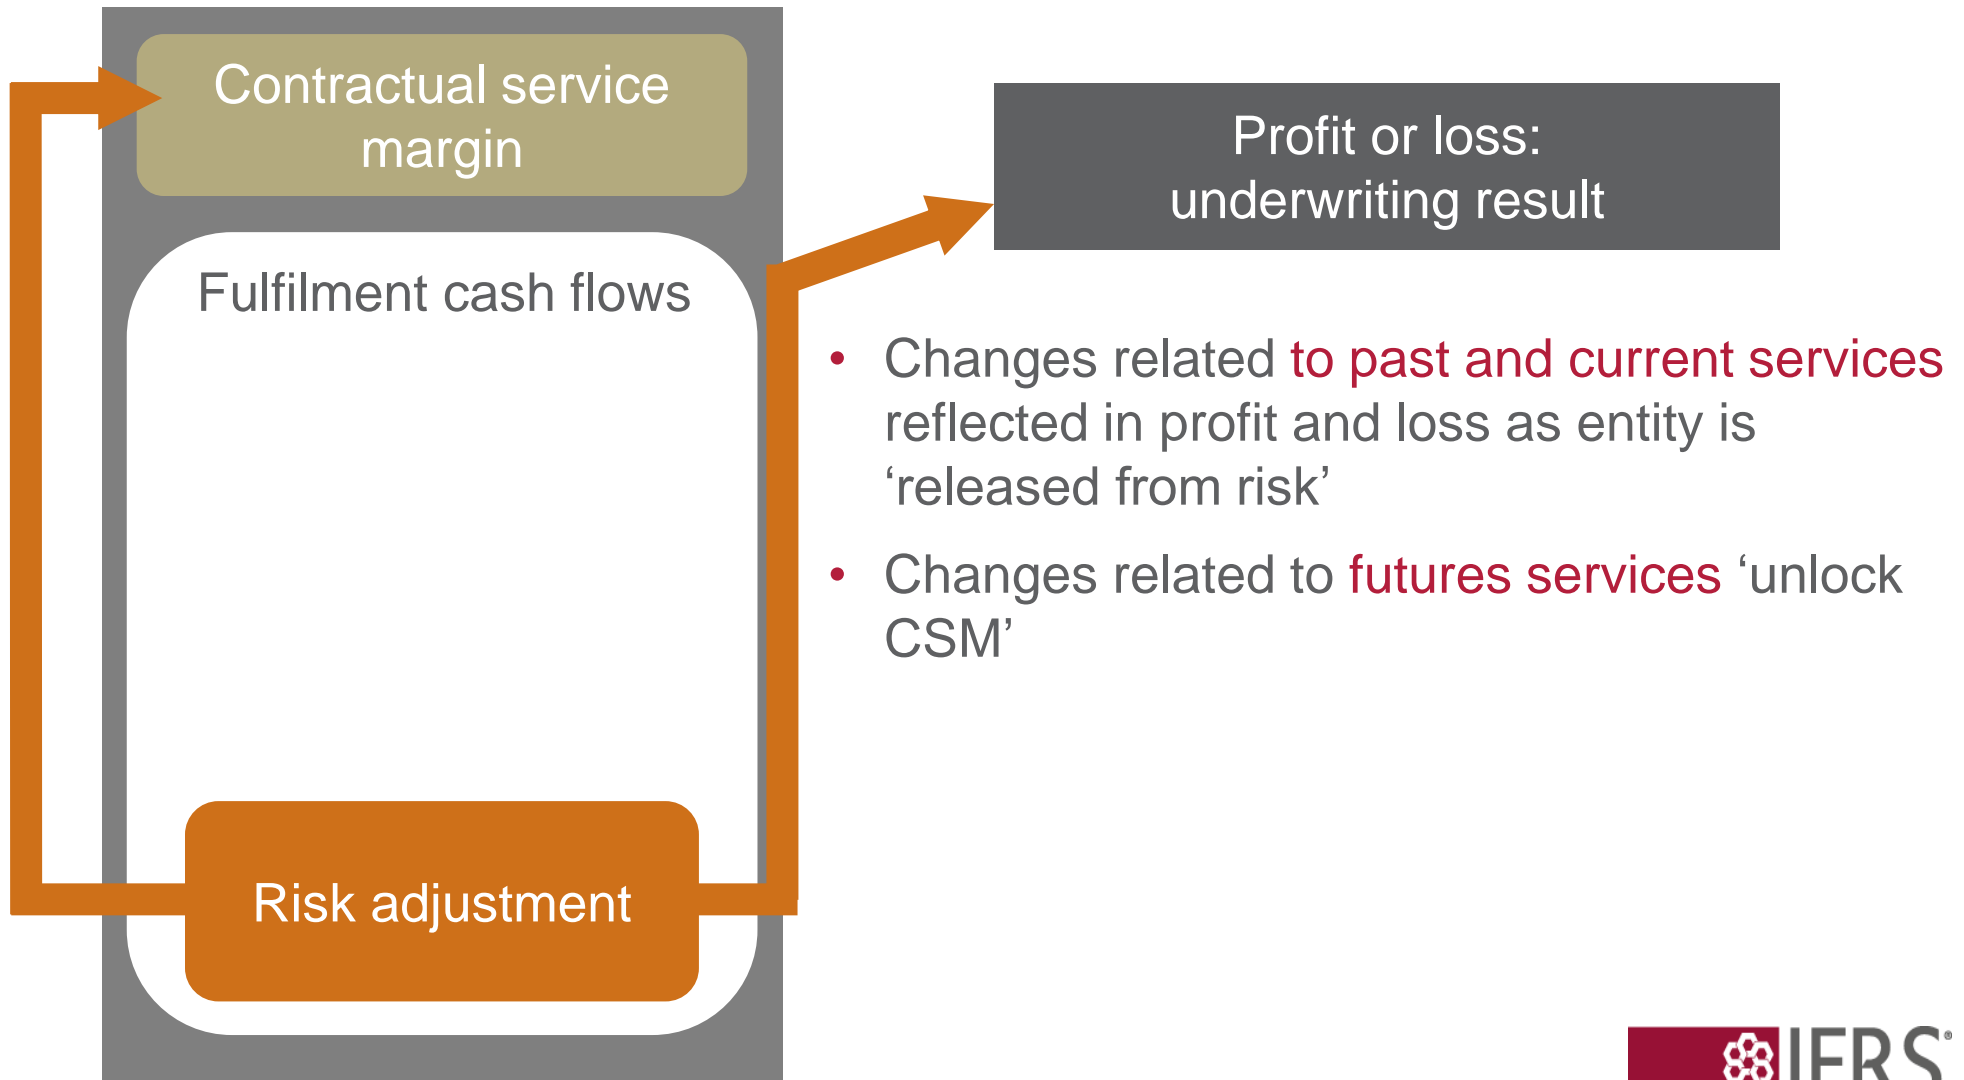 Contractual service
margin
Profit or loss:
underwriting result
Fulfilment cash flows
• Changes related to past and current services
reflected in profit and loss as entity is
‘released from risk’
• Changes related to futures services ‘unlock
CSM’
Risk adjustment
IFRS®